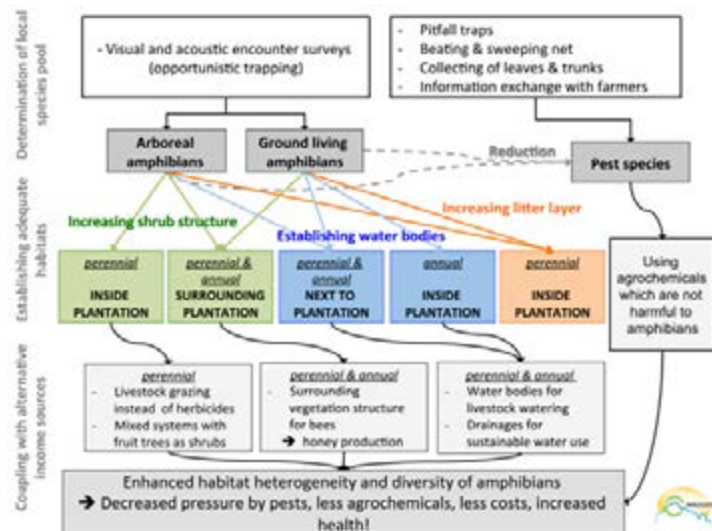 Determination of local
species pool
- Visual and acoustic encounter surveys
(opportunistic trapping)
- Pitfall traps
- Beating & sweeping net
- Collecting of leaves & trunks
- Information exchange with farmers
Arboreal
amphibians
Ground living
amphibians
Reduction
Pest species
Establishing adequate
habitats
Increasing shrub structure
Establishing water bodies
Increasing litter layer
perennial
INSIDE
PLANTATION
perennial &
annual
SURROUNDING
PLANTATION
perennial &
annual
NEXT TO
PLANTATION
annual
INSIDE
PLANTATION
perennial
INSIDE
PLANTATION
Using
agrochemicals
which are not
harmful to
amphibians
Coupling with alternative
income sources
perennial
- Livestock grazing
instead of herbicides
- Mixed systems with
fruit trees as shrubs
perennial & annual
- Surrounding
vegetation structure
for bees
➔ honey production
perennial & annual
- Water bodies for
livestock watering
- Drainages for
sustainable water use
Enhanced habitat heterogeneity and diversity of amphibians
➔ Decreased pressure by pests, less agrochemicals, less costs, increased
health!